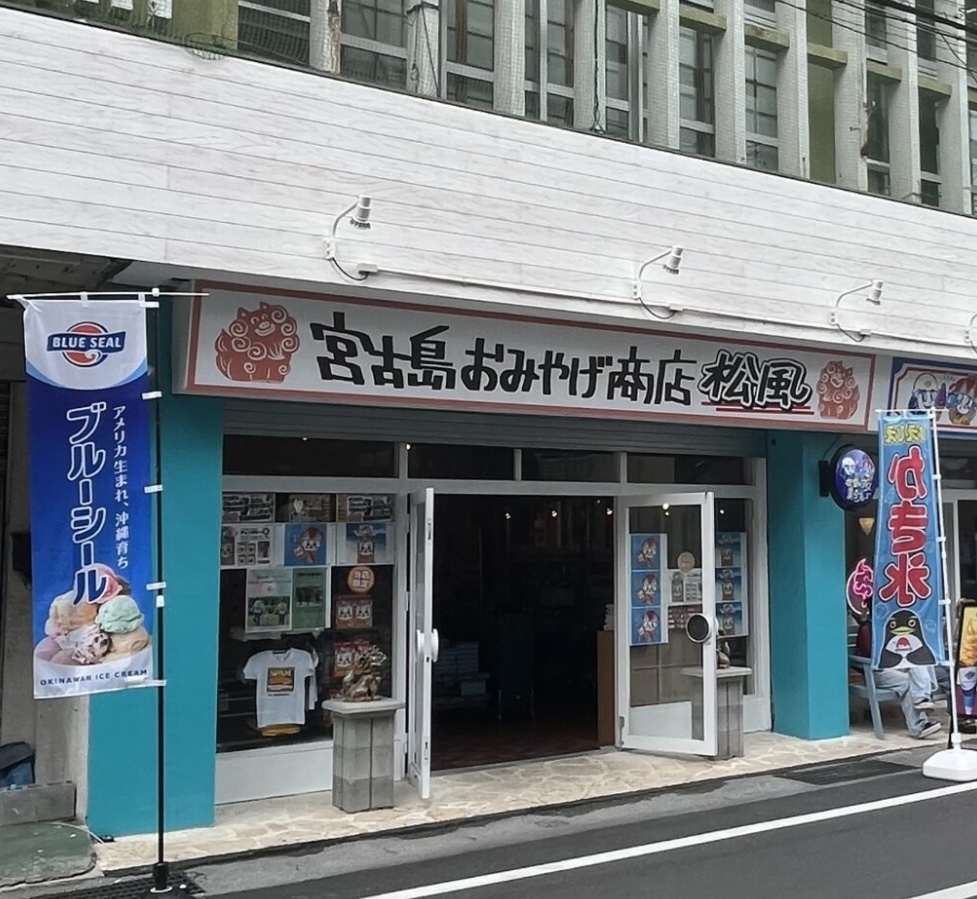 宮古島おみやげ商店 松風
BLUE SEAL
アメリカ生まれ、沖縄育ち
ブルーシール
OKINAWAN ICE CREAM
かき氷